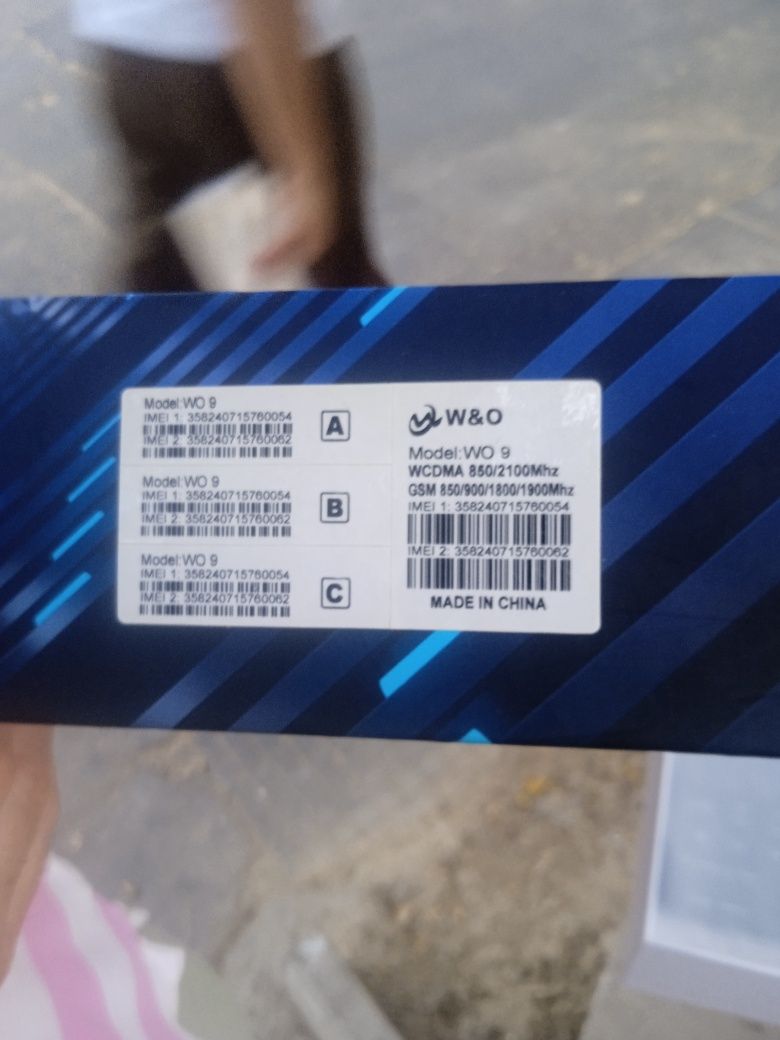 Model:WO 9
IMEI 1: 358240715760054
IMEI 2: 358240715760062
A
Model:WO 9
IMEI 1: 358240715760054
IMEI 2: 358240715760062
B
Model:WO 9
IMEI 1: 358240715760054
IMEI 2: 358240715760062
C
W&O
Model:WO 9
WCDMA 850/2100Mhz
GSM 850/900/1800/1900Mhz
IMEI 1: 358240715760054
IMEI 2: 358240715760062
MADE IN CHINA